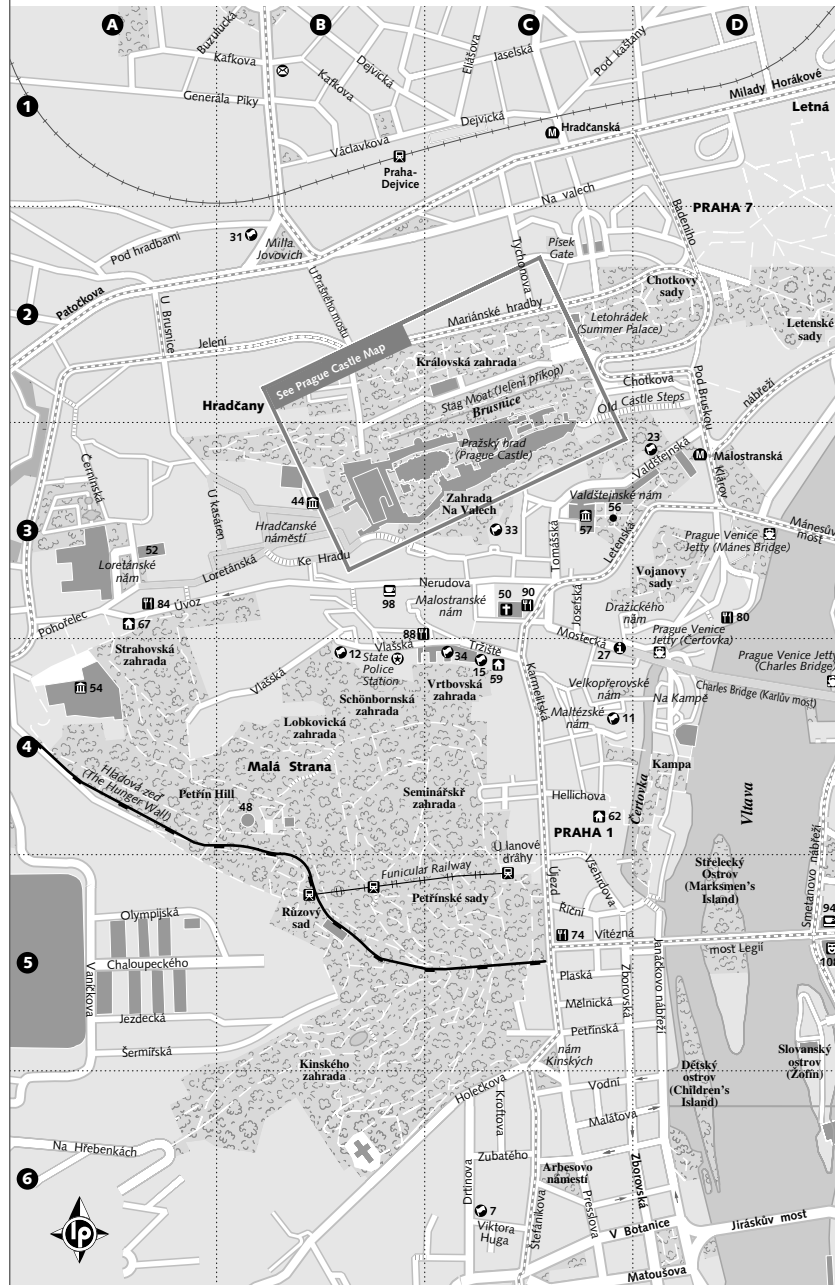 A
B
C
D
1
2
3
4
5
6
Buzulucká
Kafkova
Kafkova
Dejvická
Eliášova
Jaselská
Pod kaštany
Generála Piky
Dejvická
Milady Horákové
Letná
Hradčanská
M
Václavkova
Praha-
Dejvice
Na valech
PRAHA 7
Badeniho
Pod hradbami
31
Milla
Jovovich
Tychonova
Písek
Gate
U Prašného mostu
Patočkova
U Brusnice
Jelení
Mariánské hradby
Chotkovy
sady
Letohrádek
(Summer Palace)
Letenské
sady
See Prague Castle Map
Královská zahrada
Hradčany
Stag Moat (Jelení příkop)
Brusnice
Chotkova
Old Castle Steps
Pod Bruskou
nábřeží
Pražský hrad
(Prague Castle)
23
Valdštejnská
M
Malostranská
Černínská
U Kasáren
44
Zahrada
Na Valech
Valdštejnské nám
56
57
Klárov
Hradčanské
náměstí
33
Tomášská
Letenská
Prague Venice
Jetty (Mánes Bridge)
Mánesův
most
52
Loretánské
nám
Loretánská
Ke Hradu
Vojanovy
sady
Nerudova
98
Malostranské
nám
50
90
Josefská
Dražického
nám
84
Úvoz
Pohořelec
67
80
Strahovská
zahrada
88
Vlašská
12
State
Police
Station
34
Tržiště
15
59
Mostecká
27
Prague Venice
Jetty (Čertovka)
Prague Venice
Jetty
(Charles Bridge)
Vlašská
54
Schönbornská
zahrada
Vrtbovská
zahrada
Karmelitská
Velkopřerovské
nám
Na Kampě
Charles Bridge (Karlův most)
Lobkovická
zahrada
Maltézské
nám
11
Hladová zeď
(The Hunger Wall)
Malá Strana
Kampa
Petřín Hill
48
Seminářskř
zahrada
Čertovka
Vltava
Hellichova
62
PRAHA 1
U lanové
dráhy
Funicular Railway
Újezd
Všehrdova
Střelecký
Ostrov
(Marksmen's
Island)
Smetanovo nábřeží
Růzový
sad
Petřínské sady
Říční
94
Olympijská
74
Vítězná
most Legií
108
Chaloupeckého
Vaníčkova
Plaská
Zborovská
Janáčkovo nábřeží
Jezdecká
Mělnická
Šermířská
Petřínská
Kinského
zahrada
nám
Kinských
Dětský
ostrov
(Children's
Island)
Slovanský
ostrov
(Žofín)
Holečkova
Kroftova
Vodní
Malátova
Na Hřebenkách
Zubatého
Drtinova
Arbesovo
náměstí
Zborovská
7
Viktora
Huga
Štefánikova
Presslova
V Botanice
Jiráskův most
Matoušova
lp